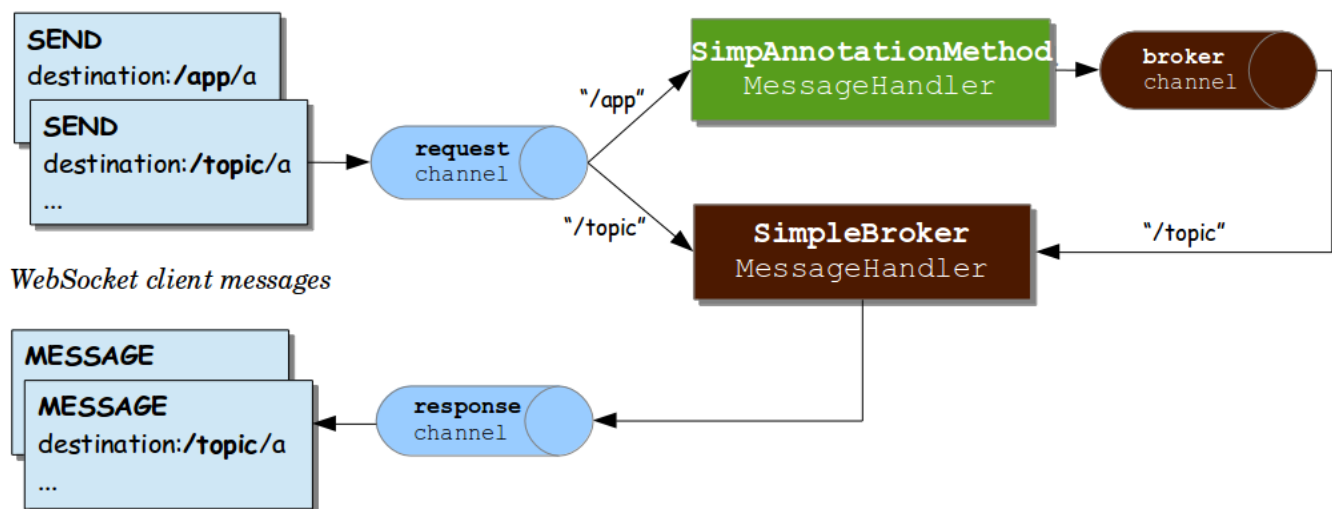 SEND
destination:/app/a
SEND
destination:/topic/a
...
WebSocket client messages
request
channel
“/app”
“/topic”
SimpAnnotationMethod
MessageHandler
broker
channel
SimpleBroker
MessageHandler
“/topic”
MESSAGE
MESSAGE
destination:/topic/a
...
response
channel